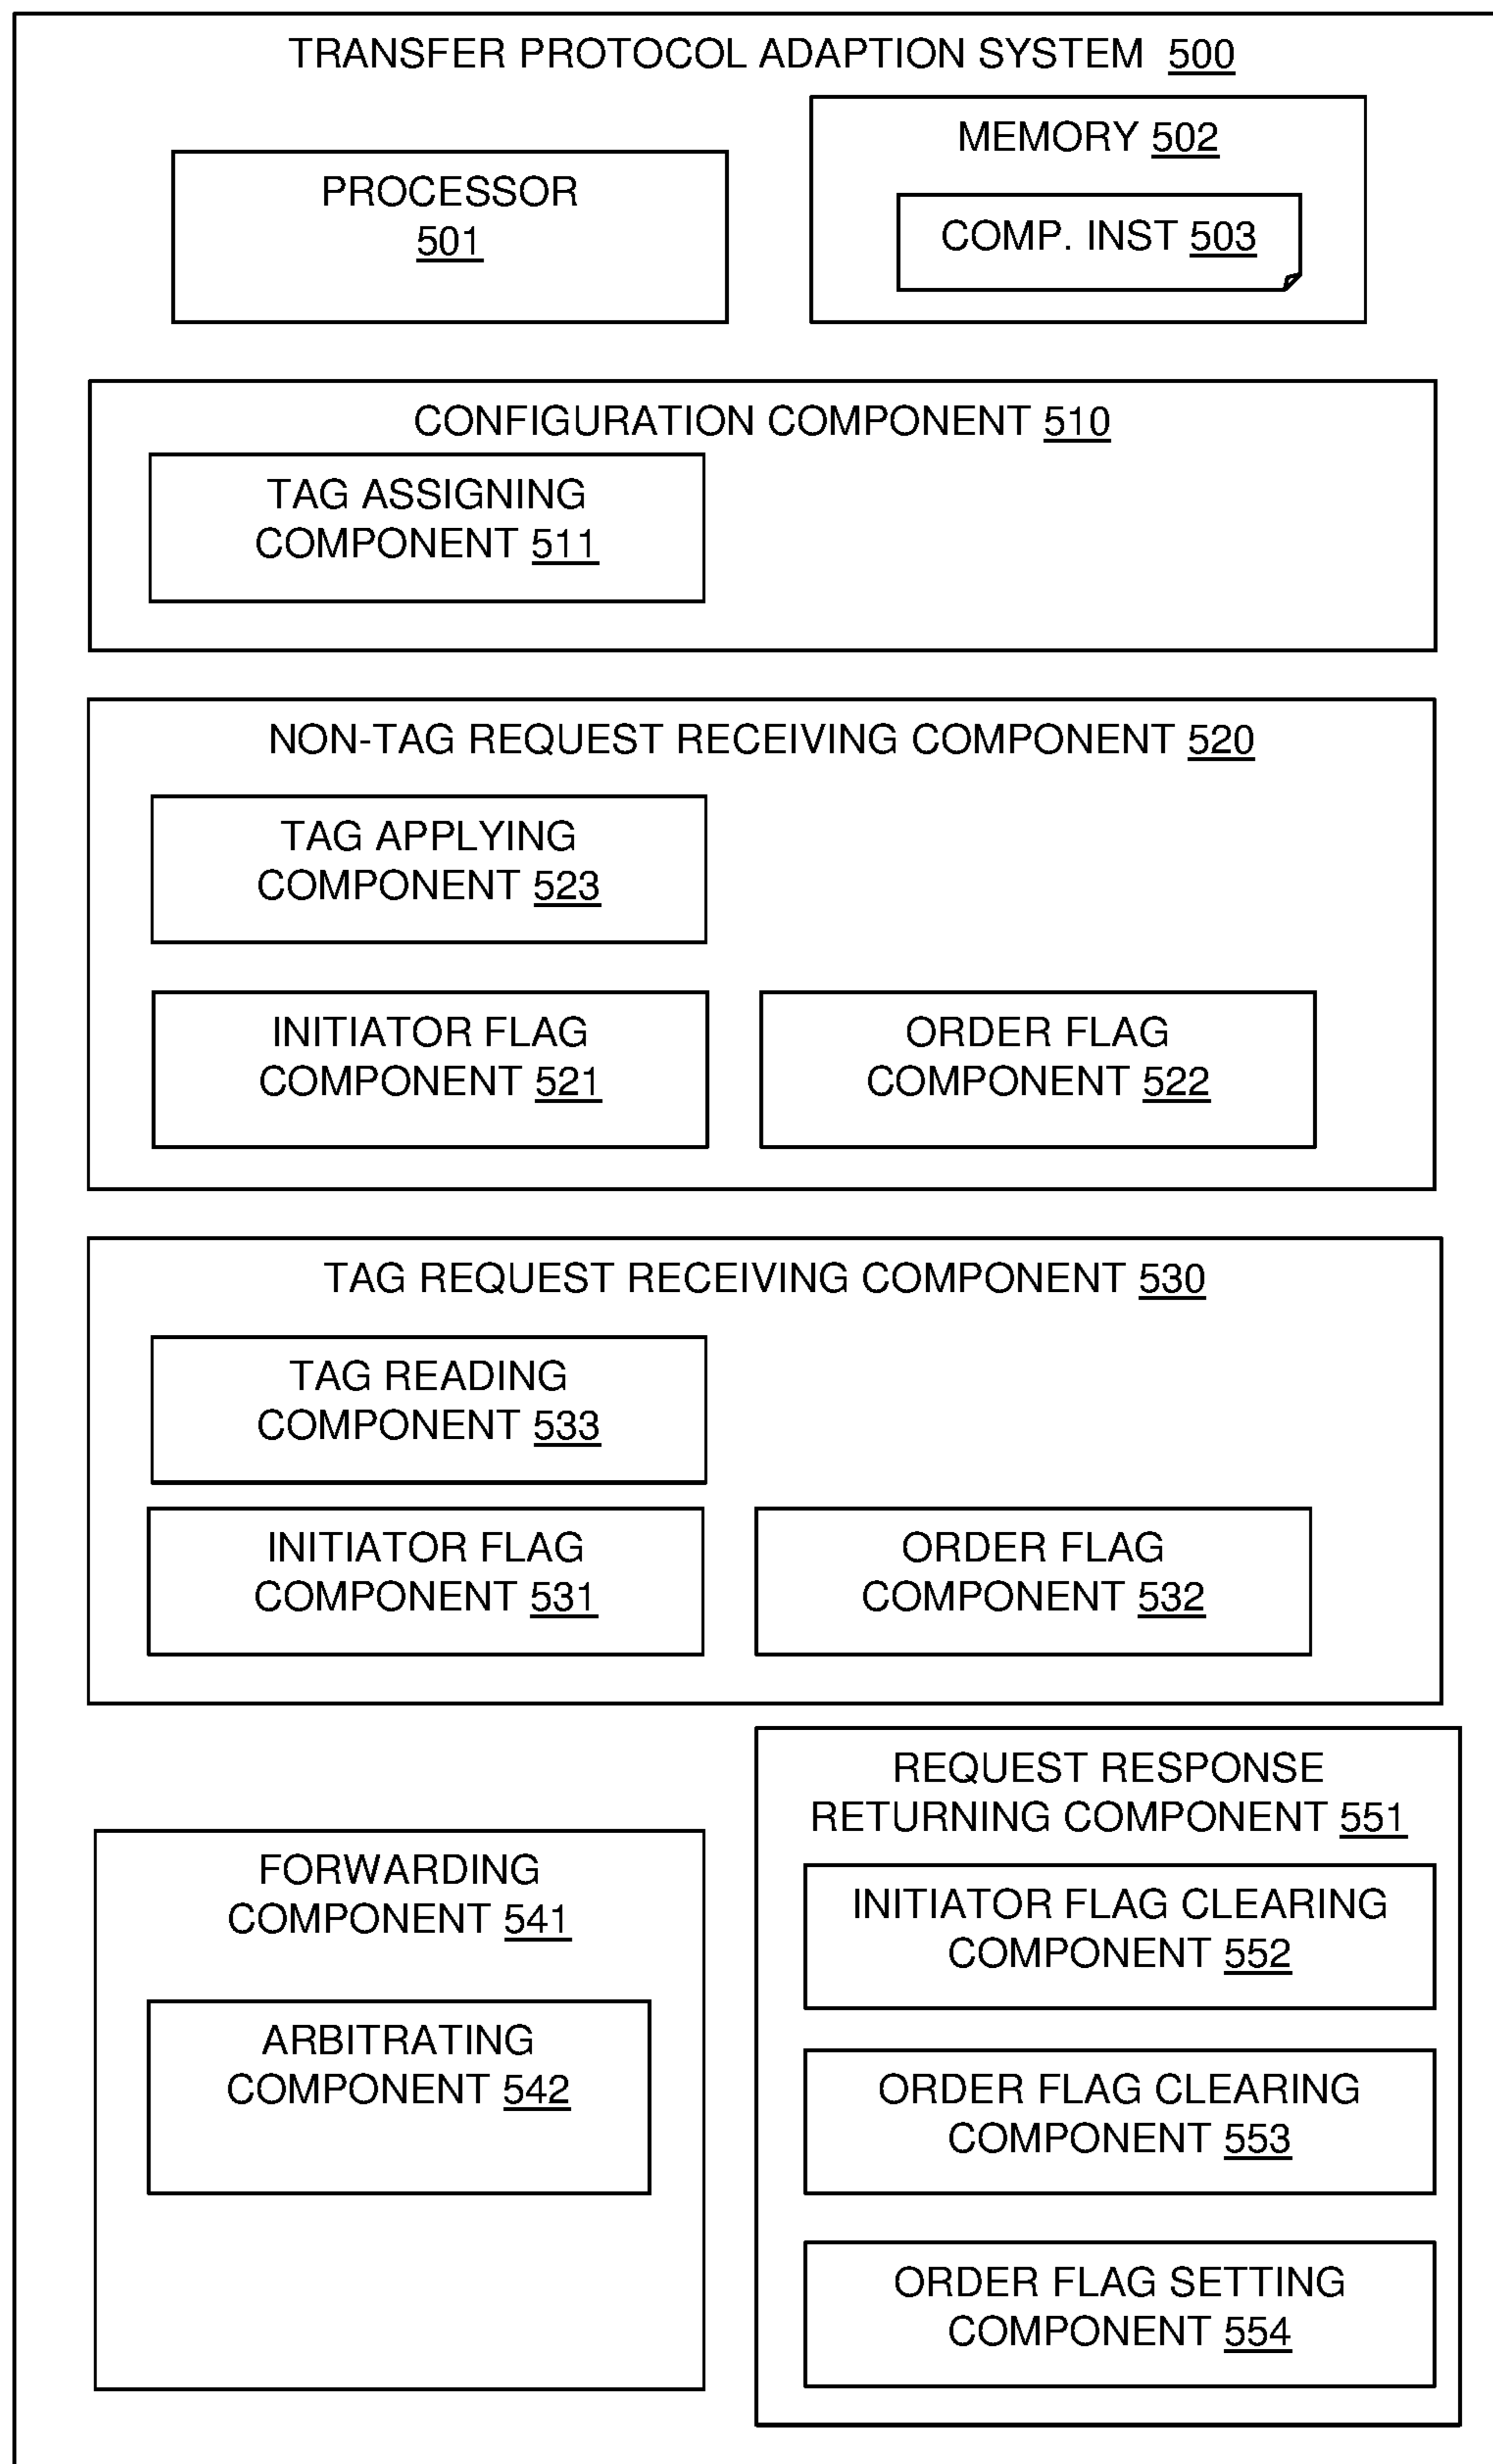 TRANSFER PROTOCOL ADAPTION SYSTEM 500
PROCESSOR
501
MEMORY 502
COMP. INST 503
CONFIGURATION COMPONENT 510
TAG ASSIGNING
COMPONENT 511
NON-TAG REQUEST RECEIVING COMPONENT 520
TAG APPLYING
COMPONENT 523
INITIATOR FLAG
COMPONENT 521
ORDER FLAG
COMPONENT 522
TAG REQUEST RECEIVING COMPONENT 530
TAG READING
COMPONENT 533
INITIATOR FLAG
COMPONENT 531
ORDER FLAG
COMPONENT 532
FORWARDING
COMPONENT 541
ARBITRATING
COMPONENT 542
REQUEST RESPONSE
RETURNING COMPONENT 551
INITIATOR FLAG CLEARING
COMPONENT 552
ORDER FLAG CLEARING
COMPONENT 553
ORDER FLAG SETTING
COMPONENT 554